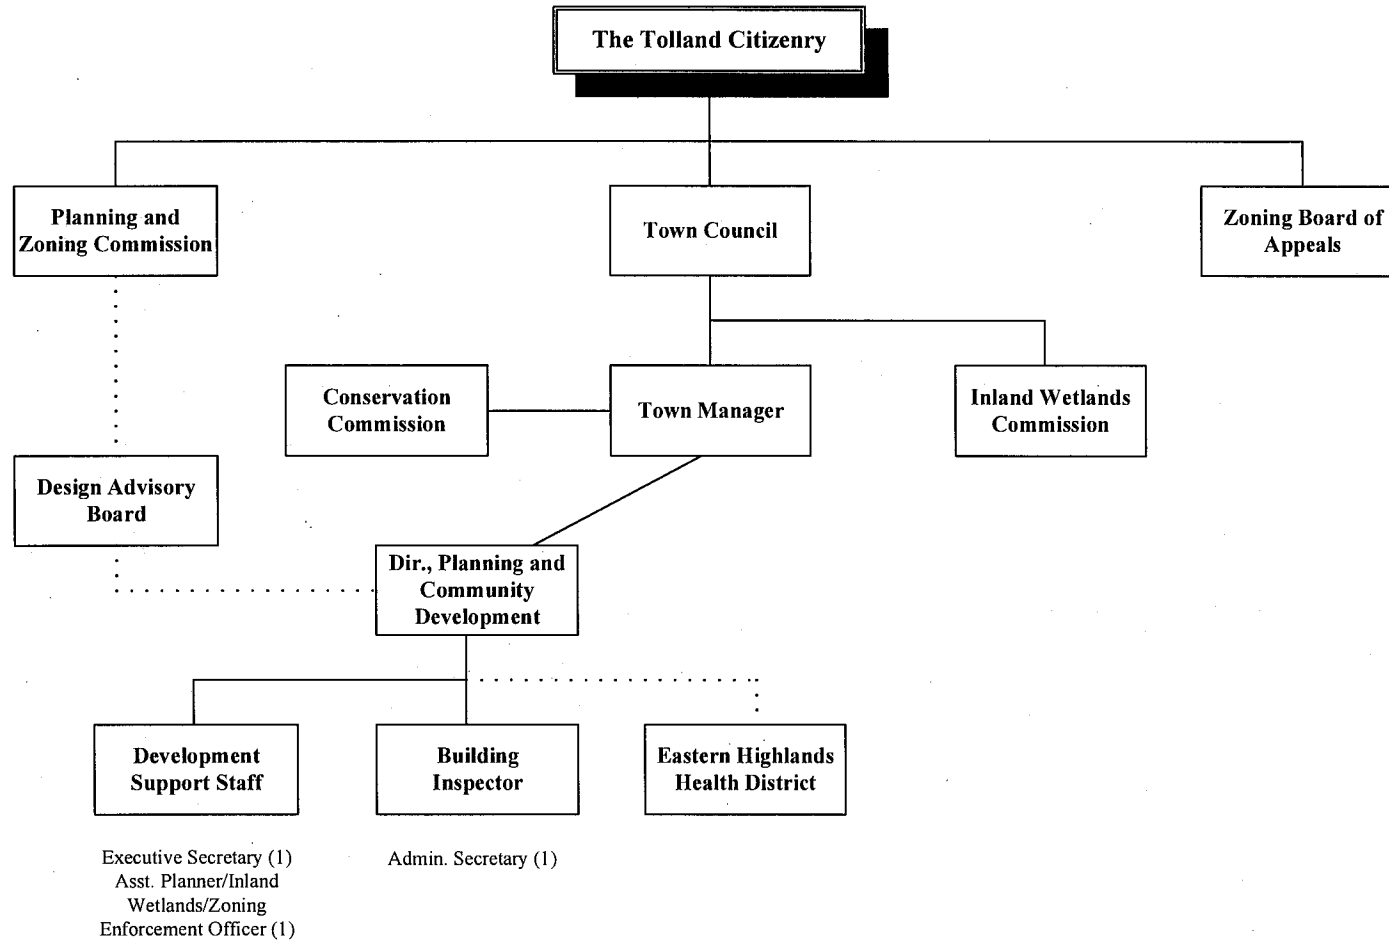 The Tolland Citizenry
Planning and
Zoning Commission
Town Council
Zoning Board of
Appeals
Conservation
Commission
Town Manager
Inland Wetlands
Commission
Design Advisory
Board
Dir., Planning and
Community
Development
Development
Support Staff
Building
Inspector
Eastern Highlands
Health District
Executive Secretary (1)
Asst. Planner/Inland
Wetlands/Zoning
Enforcement Officer (1)
Admin. Secretary (1)